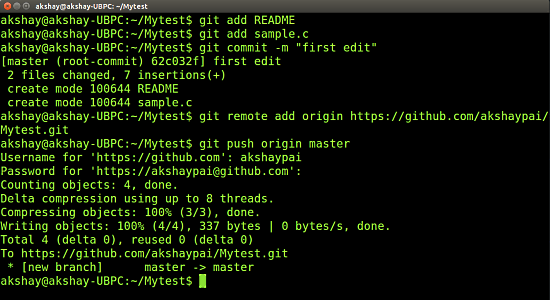 akshay@akshay-UBPC: ~/Mytest
akshay@akshay-UBPC:~/Mytest$ git add README
akshay@akshay-UBPC:~/Mytest$ git add sample.c
akshay@akshay-UBPC:~/Mytest$ git commit -m "first edit"
[master (root-commit) 62c032f] first edit
 2 files changed, 7 insertions(+)
 create mode 100644 README
 create mode 100644 sample.c
akshay@akshay-UBPC:~/Mytest$ git remote add origin https://github.com/akshaypai/
Mytest.git
akshay@akshay-UBPC:~/Mytest$ git push origin master
Username for 'https://github.com': akshaypai
Password for 'https://akshaypai@github.com':
Counting objects: 4, done.
Delta compression using up to 8 threads.
Compressing objects: 100% (3/3), done.
Writing objects: 100% (4/4), 337 bytes | 0 bytes/s, done.
Total 4 (delta 0), reused 0 (delta 0)
To https://github.com/akshaypai/Mytest.git
 * [new branch]      master -> master
akshay@akshay-UBPC:~/Mytest$